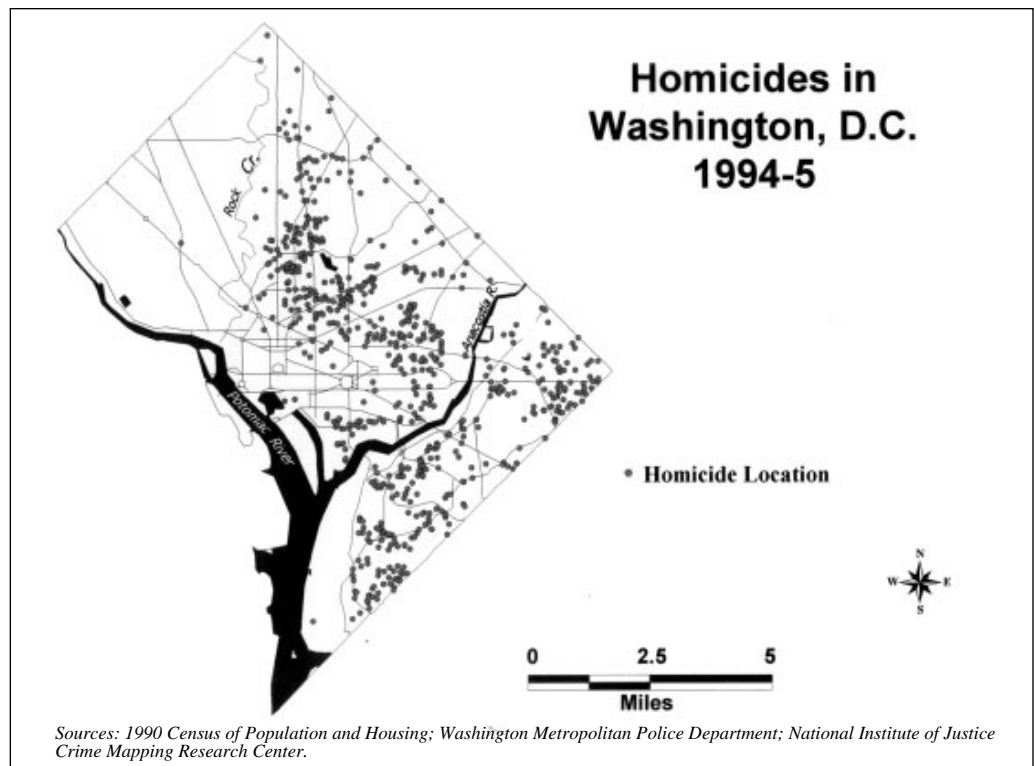 Homicides in
Washington, D.C.
1994-5
Rock Cr.
Anacostia R.
Potomac River
Homicide Location
N
W E
S
0 2.5 5
Miles
Sources: 1990 Census of Population and Housing; Washington Metropolitan Police Department; National Institute of Justice
Crime Mapping Research Center.